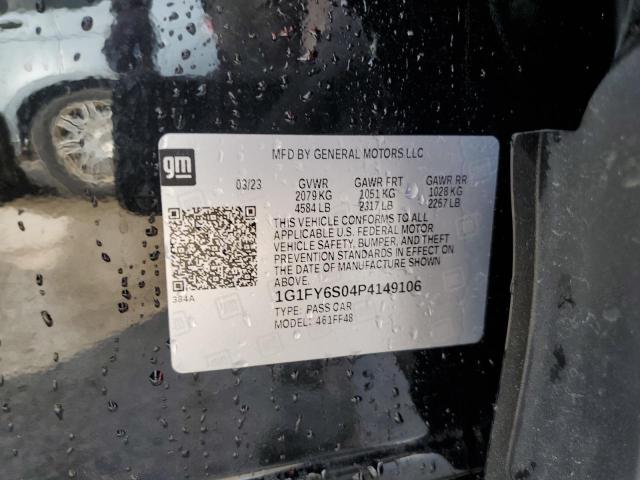 gm
MFD BY GENERAL MOTORS LLC
03/23 GVWR GAWR FRT GAWR RR
2079 KG 1051 KG 1028 KG
4584 LB 2317 LB 2267 LB
THIS VEHICLE CONFORMS TO ALL
APPLICABLE U.S. FEDERAL MOTOR
VEHICLE SAFETY, BUMPER, AND THEFT
PREVENTION STANDARDS IN EFFECT ON
THE DATE OF MANUFACTURE SHOWN
ABOVE.
384A
1G1FY6S04P4149106
TYPE: PASS CAR
MODEL: 461FF48